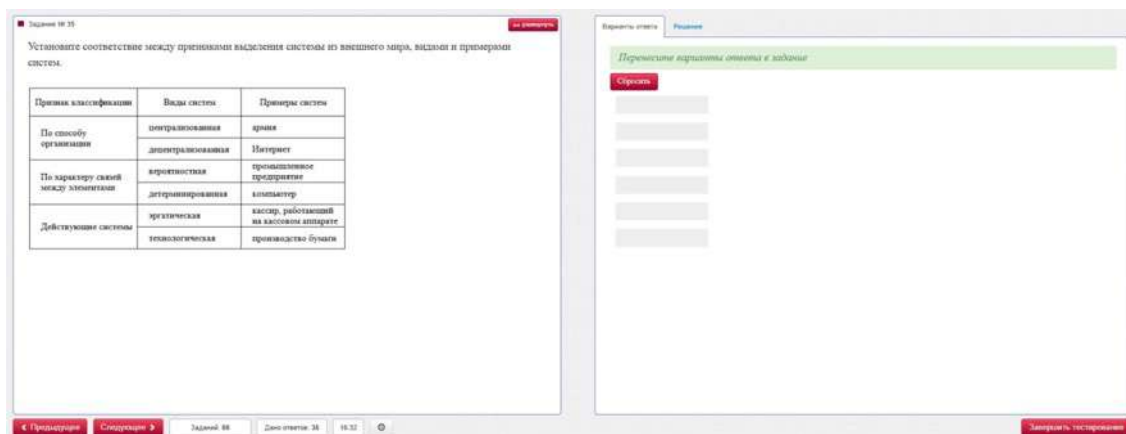 Задание № 35
Установите соответствие между признаками выделения системы из внешнего мира, видами и примерами
систем.
Признак классификации
Виды систем
Примеры систем
По способу
организации
централизованная
армия
децентрализованная
Интернет
По характеру связей
между элементами
вероятностная
промышленное
предприятие
детерминированная
компьютер
Действующие системы
эргатическая
кассир, работающий
на кассовом аппарате
технологическая
производство бумаги
Предыдущее
Следующее
Заданий: 88
Дано ответов: 35
16:32
Варианты ответа
Решение
Перенесите варианты ответа к задание
Сбросить
Завершить тестирование